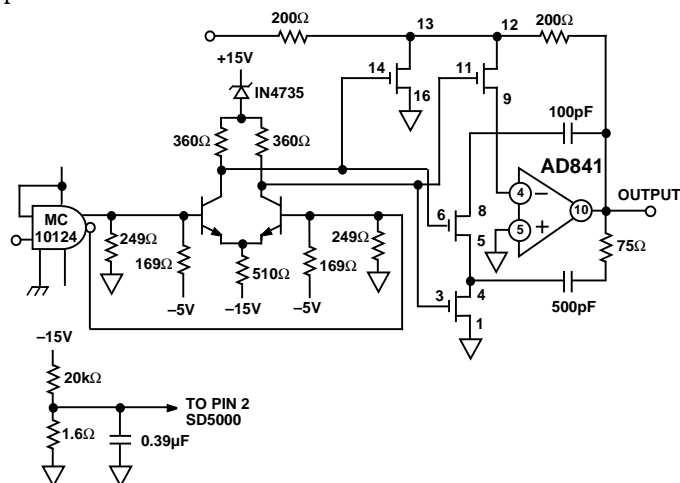 200Ω 13 12 200Ω
+15V
IN4735
14 16 11 9
100pF
360Ω 360Ω
AD841
4 − 10 OUTPUT
5 +
MC
10124
6 8 5
75Ω
249Ω 249Ω
169Ω 510Ω 169Ω
3 4 1
500pF
–5V –15V –5V
–15V
20kΩ
TO PIN 2
SD5000
1.6Ω 0.39µF